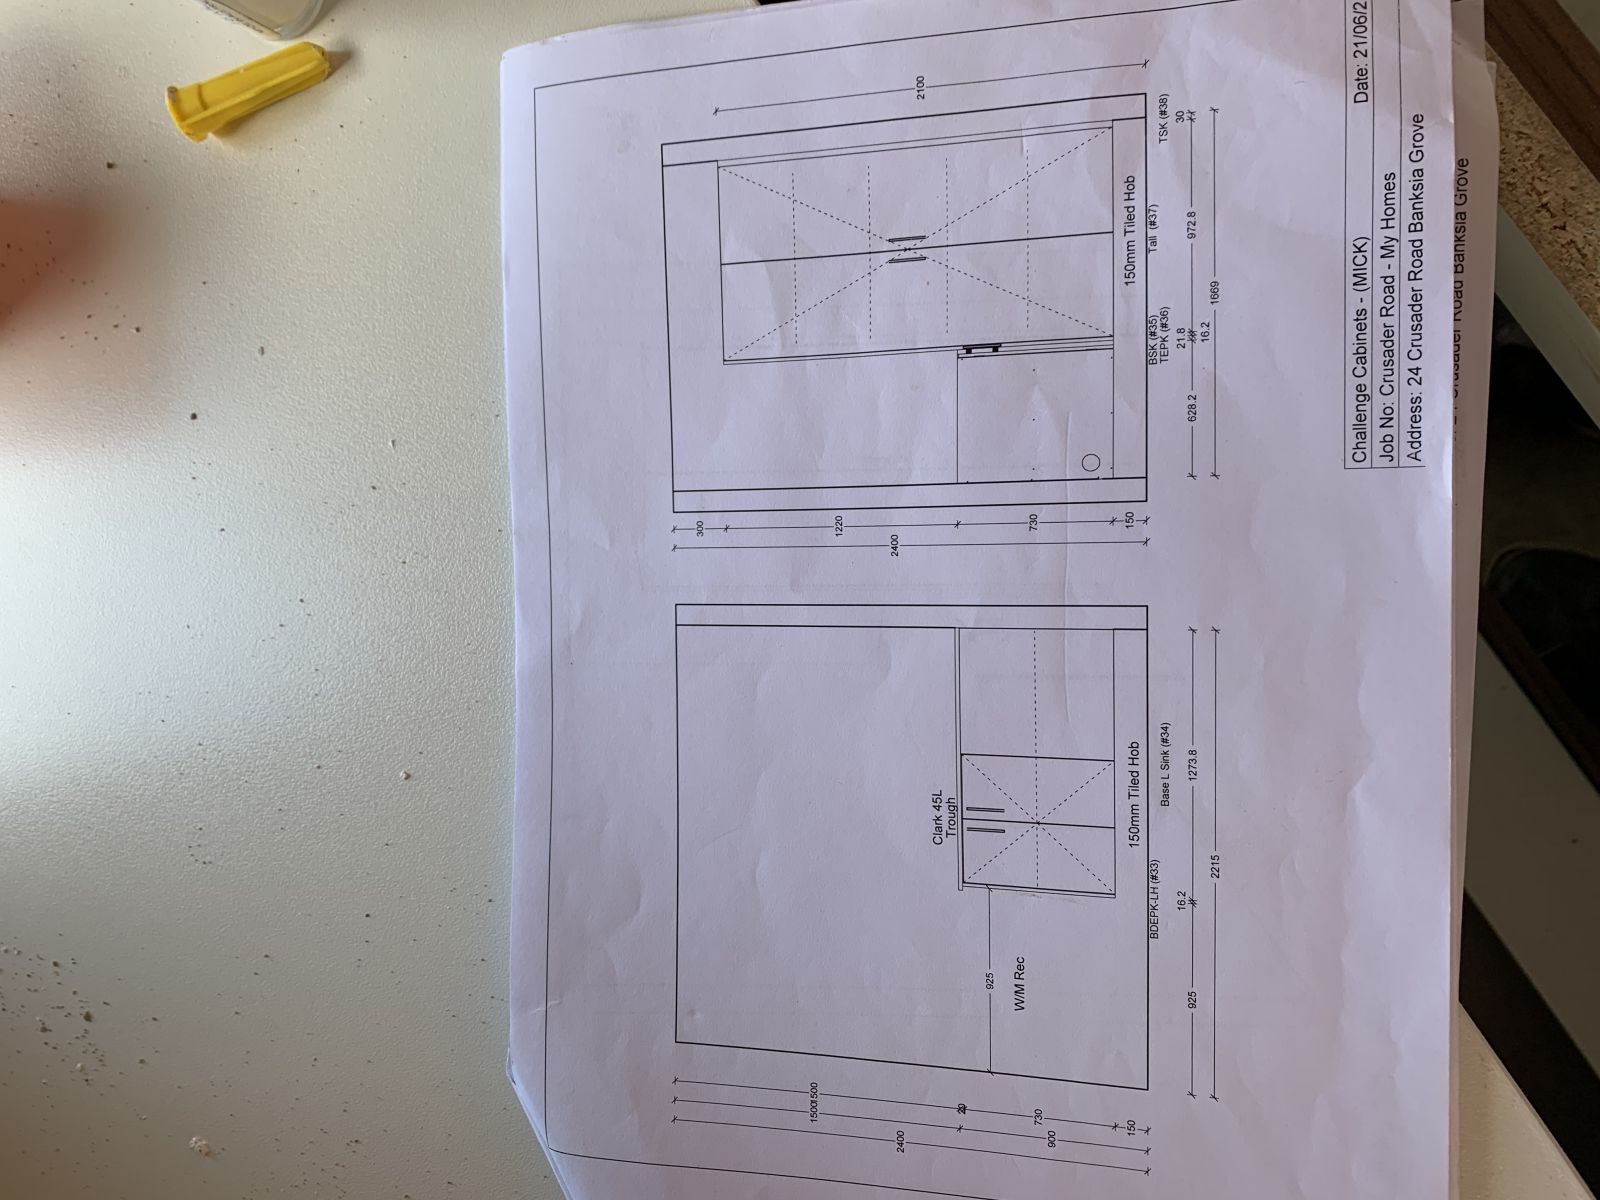 1500
1500
2400
20
730
900
150
Clark 45L
Trough
925
W/M Rec
150mm Tiled Hob
BDEPK-LH (#33)
Base L Sink (#34)
925
16.2
1273.8
2215
300
1220
2400
730
150
2100
150mm Tiled Hob
BSK (#35)
TEPK (#36)
Tall (#37)
TSK (#38)
628.2
21.8
16.2
972.8
30
1669
Challenge Cabinets - (MICK)
Date: 21/06/2
Job No: Crusader Road - My Homes
Address: 24 Crusader Road Banksia Grove
Crusader Road Banksia Grove